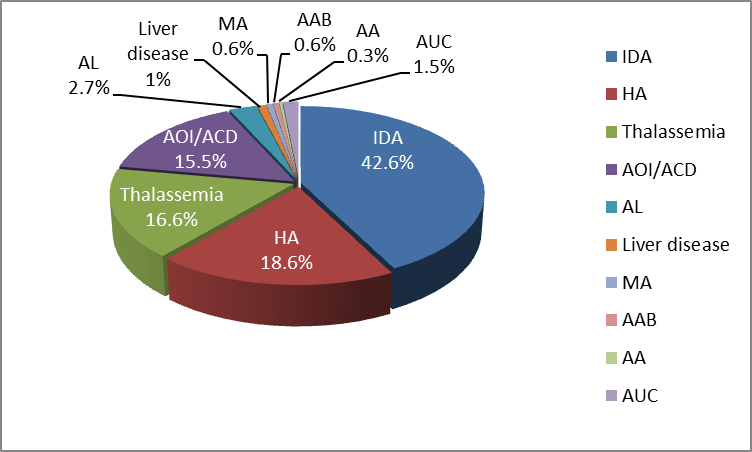 MA
0.6%
AAB
0.6%
AA
0.3%
AUC
1.5%
Liver
disease
1%
AL
2.7%
AOI/ACD
15.5%
IDA
42.6%
Thalassemia
16.6%
HA
18.6%
IDA
HA
Thalassemia
AOI/ACD
AL
Liver disease
MA
AAB
AA
AUC